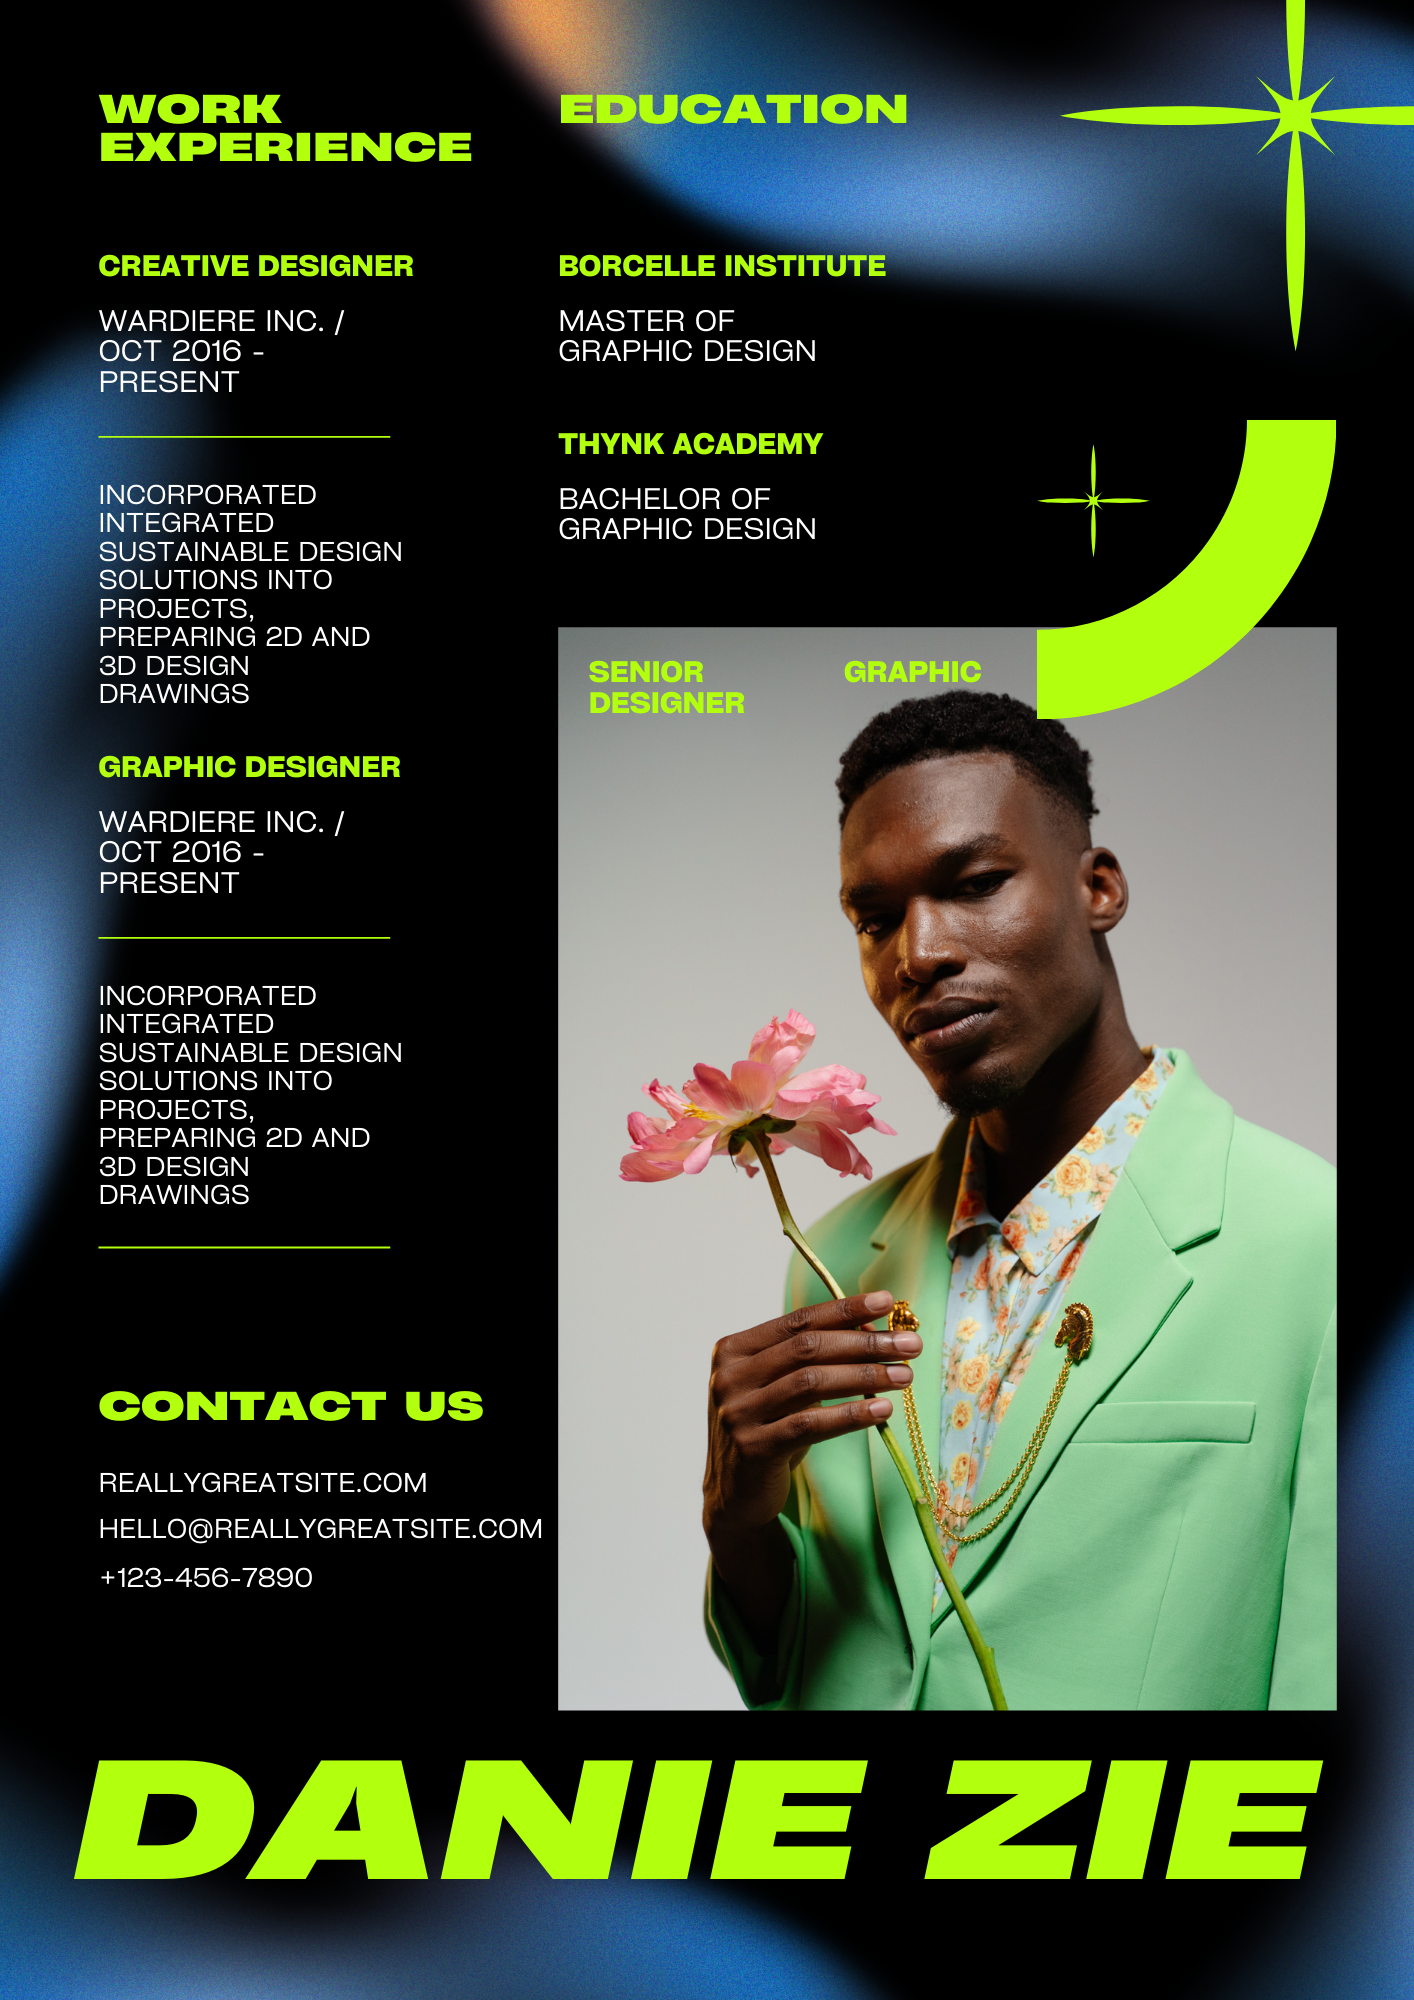 WORK
EXPERIENCE
CREATIVE DESIGNER
WARDIERE INC. /
OCT 2016 -
PRESENT
INCORPORATED
INTEGRATED
SUSTAINABLE DESIGN
SOLUTIONS INTO
PROJECTS,
PREPARING 2D AND
3D DESIGN
DRAWINGS
GRAPHIC DESIGNER
WARDIERE INC. /
OCT 2016 -
PRESENT
INCORPORATED
INTEGRATED
SUSTAINABLE DESIGN
SOLUTIONS INTO
PROJECTS,
PREPARING 2D AND
3D DESIGN
DRAWINGS
CONTACT US
REALLYGREATSITE.COM
HELLO@REALLYGREATSITE.COM
+123-456-7890
EDUCATION
BORCELLE INSTITUTE
MASTER OF
GRAPHIC DESIGN
THYNK ACADEMY
BACHELOR OF
GRAPHIC DESIGN
SENIOR GRAPHIC
DESIGNER
DANIE ZIE